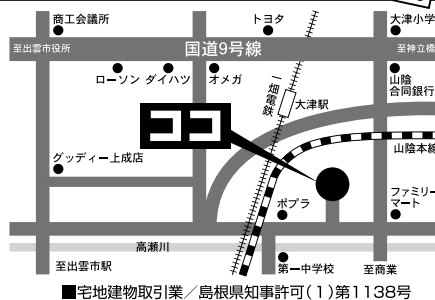 商工会議所
トヨタ
大津小学
至出雲市役所
国道9号線
至神立橋
ローソン
ダイハツ
オメガ
山陰
合同銀行
一畑電鉄
大津駅
ココ
山陰本線
グッディー上成店
ポプラ
ファミリー
マート
高瀬川
至出雲市駅
第一中学校
至商業
■宅地建物取引業／島根県知事許可(1)第1138号